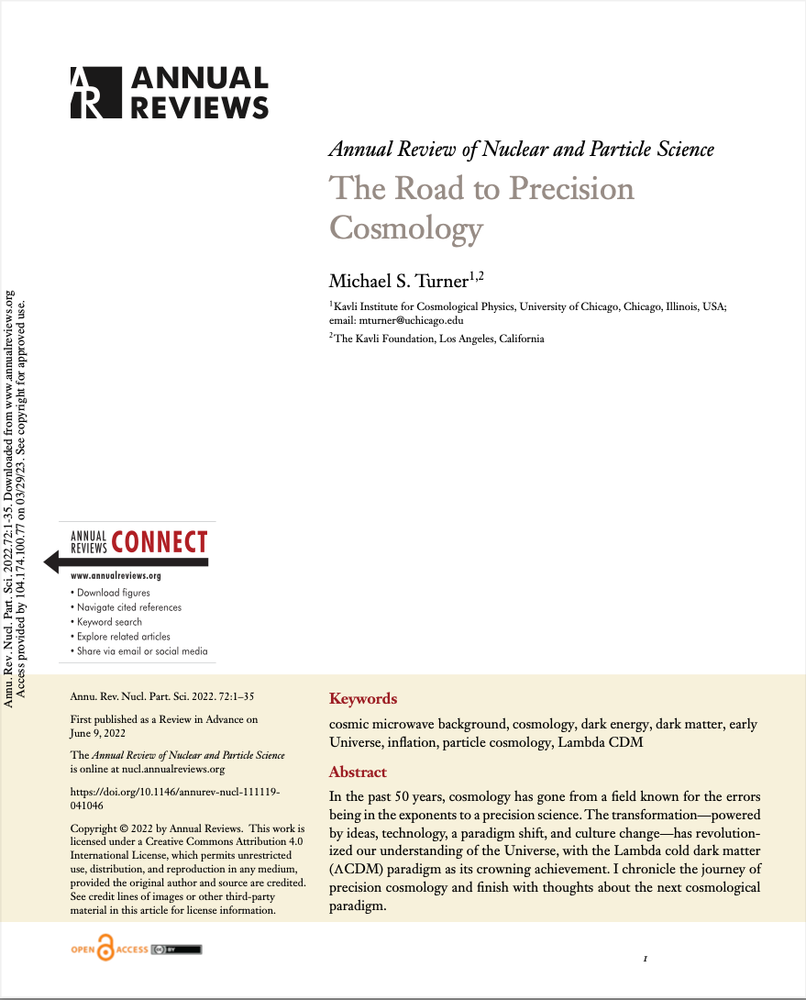 AR ANNUAL
REVIEWS
Annual Review of Nuclear and Particle Science
The Road to Precision
Cosmology
Michael S. Turner1,2
1Kavli Institute for Cosmological Physics, University of Chicago, Chicago, Illinois, USA;
email: mturner@uchicago.edu
2The Kavli Foundation, Los Angeles, California
Annu. Rev. Nucl. Part. Sci. 2022.72:1-35. Downloaded from www.annualreviews.org
Access provided by 104.174.100.77 on 03/29/23. See copyright for approved use.
ANNUAL
REVIEWS CONNECT
www.annualreviews.org
• Download figures
• Navigate cited references
• Keyword search
• Explore related articles
• Share via email or social media
Annu. Rev. Nucl. Part. Sci. 2022. 72:1–35
First published as a Review in Advance on
June 9, 2022
The Annual Review of Nuclear and Particle Science
is online at nucl.annualreviews.org
https://doi.org/10.1146/annurev-nucl-111119-
041046
Copyright © 2022 by Annual Reviews. This work is
licensed under a Creative Commons Attribution 4.0
International License, which permits unrestricted
use, distribution, and reproduction in any medium,
provided the original author and source are credited.
See credit lines of images or other third-party
material in this article for license information.
Keywords
cosmic microwave background, cosmology, dark energy, dark matter, early
Universe, inflation, particle cosmology, Lambda CDM
Abstract
In the past 50 years, cosmology has gone from a field known for the errors
being in the exponents to a precision science. The transformation—powered
by ideas, technology, a paradigm shift, and culture change—has revolution-
ized our understanding of the Universe, with the Lambda cold dark matter
(ΛCDM) paradigm as its crowning achievement. I chronicle the journey of
precision cosmology and finish with thoughts about the next cosmological
paradigm.
OPEN ACCESS CC BY
1